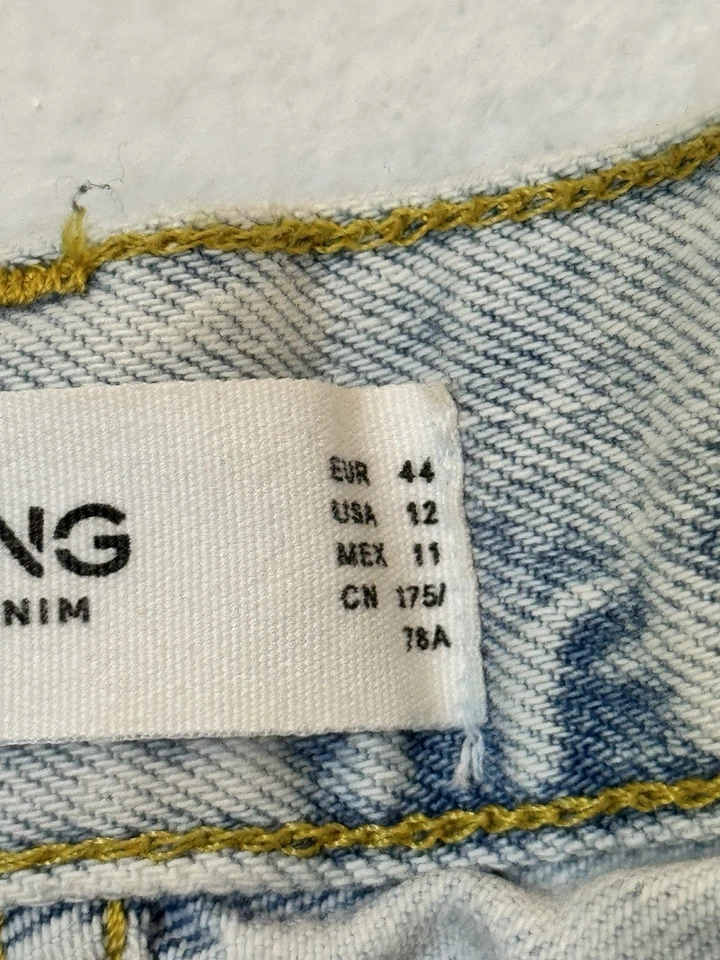 NG
NIM
EUR 44
USA 12
MEX 11
CN 175/
78A